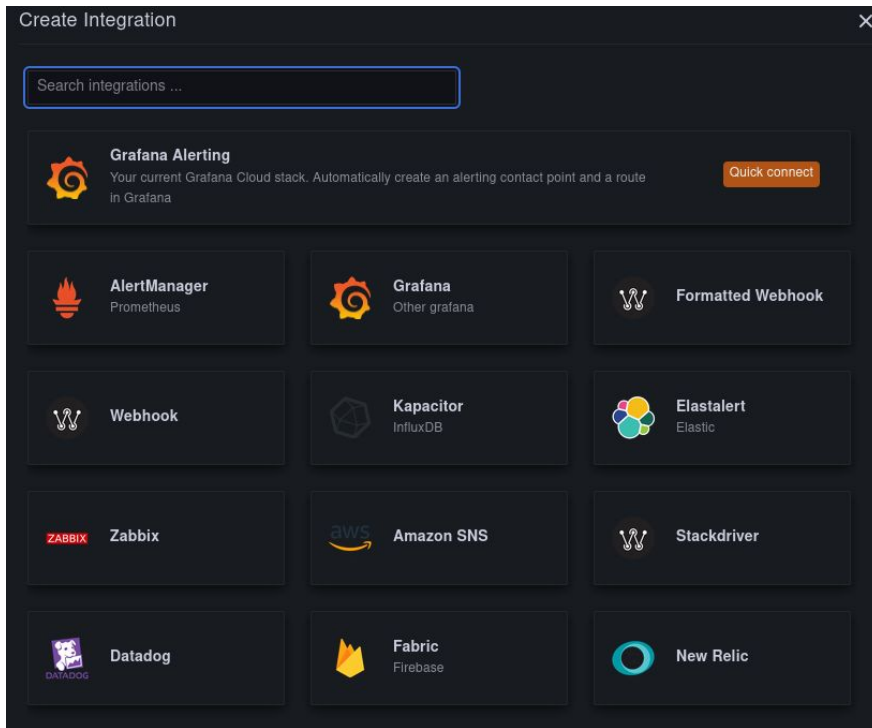 Create Integration
Search integrations ...
Grafana Alerting
Your current Grafana Cloud stack. Automatically create an alerting contact point and a route
in Grafana
Quick connect
AlertManager
Prometheus
Grafana
Other grafana
Formatted Webhook
Webhook
Kapacitor
InfluxDB
Elastalert
Elastic
ZABBIX
Zabbix
aws
Amazon SNS
Stackdriver
DATADOG
Datadog
Fabric
Firebase
New Relic